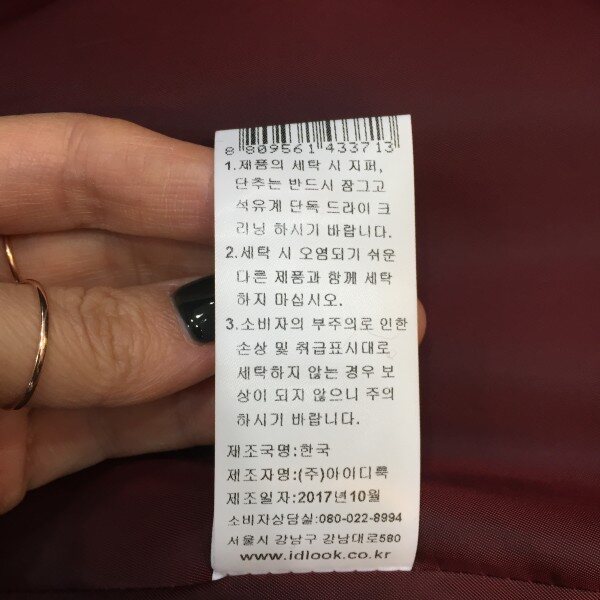 8 809561 433713
1.제품의 세탁 시 지퍼,
단추는 반드시 잠그고
석유계 단독 드라이 크
리닝 하시기 바랍니다.
2.세탁 시 오염되기 쉬운
다른 제품과 함께 세탁
하지 마십시오.
3.소비자의 부주의로 인한
손상 및 취급표시대로
세탁하지 않는 경우 보
상이 되지 않으니 주의
하시기 바랍니다.
제조국명:한국
제조자명:(주)아이디룩
제조일자:2017년10월
소비자상담실:080-022-8994
서울시 강남구 강남대로580
www.idlook.co.kr